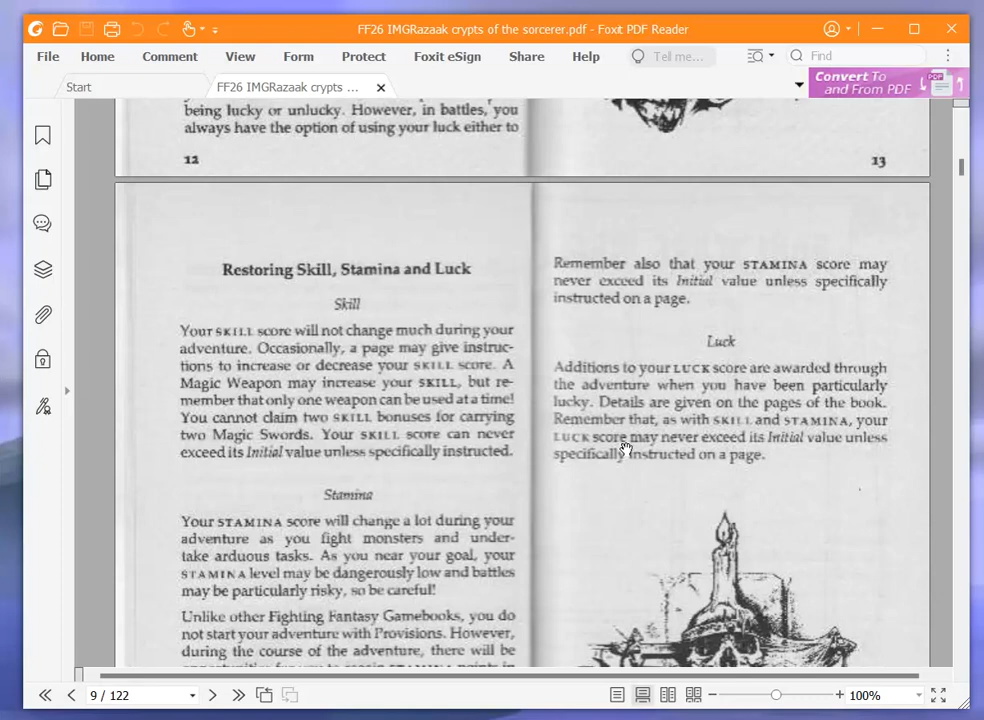 FF26 IMGRazaak crypts of the sorcerer.pdf - Foxit PDF Reader
File Home Comment View Form Protect Foxit eSign Share Help Tell me... Find
Start FF26 IMGRazaak crypts ... Convert To and From PDF
being lucky or unlucky. However, in battles, you
always have the option of using your luck either to
12
13
Restoring Skill, Stamina and Luck
Skill
Your SKILL score will not change much during your
adventure. Occasionally, a page may give instruc-
tions to increase or decrease your SKILL score. A
Magic Weapon may increase your SKILL, but re-
member that only one weapon can be used at a time!
You cannot claim two SKILL bonuses for carrying
two Magic Swords. Your SKILL score can never
exceed its Initial value unless specifically instructed.
Stamina
Your STAMINA score will change a lot during your
adventure as you fight monsters and under-
take arduous tasks. As you near your goal, your
STAMINA level may be dangerously low and battles
may be particularly risky, so be careful!
Unlike other Fighting Fantasy Gamebooks, you do
not start your adventure with Provisions. However,
during the course of the adventure, there will be
Remember also that your STAMINA score may
never exceed its Initial value unless specifically
instructed on a page.
Luck
Additions to your LUCK score are awarded through
the adventure when you have been particularly
lucky. Details are given on the pages of the book.
Remember that, as with SKILL and STAMINA, your
LUCK score may never exceed its Initial value unless
specifically instructed on a page.
9 / 122
100%